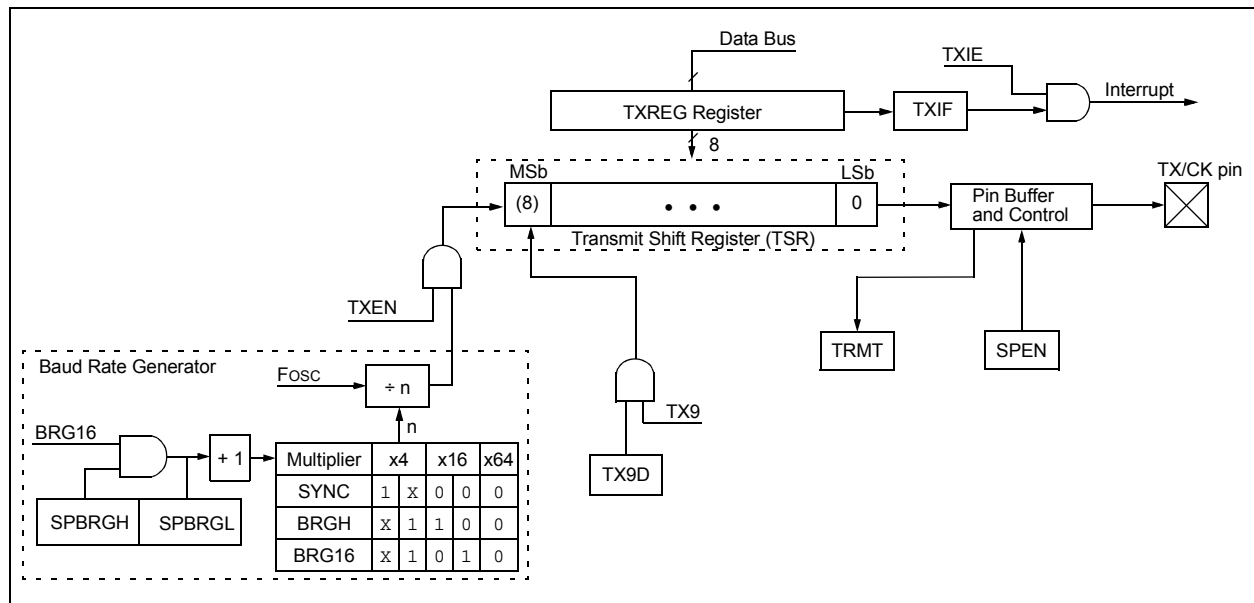 Data Bus
TXIE
Interrupt
TXREG Register
TXIF
8
MSb
LSb
TX/CK pin
(8)
• • •
0
Pin Buffer
and Control
Transmit Shift Register (TSR)
TXEN
TRMT
SPEN
Baud Rate Generator
FOSC
÷ n
TX9
n
BRG16
+ 1
Multiplier x4 x16 x64
TX9D
SYNC 1 X 0 0 0
SPBRGH SPBRGL
BRGH X 1 1 0 0
BRG16 X 1 0 1 0